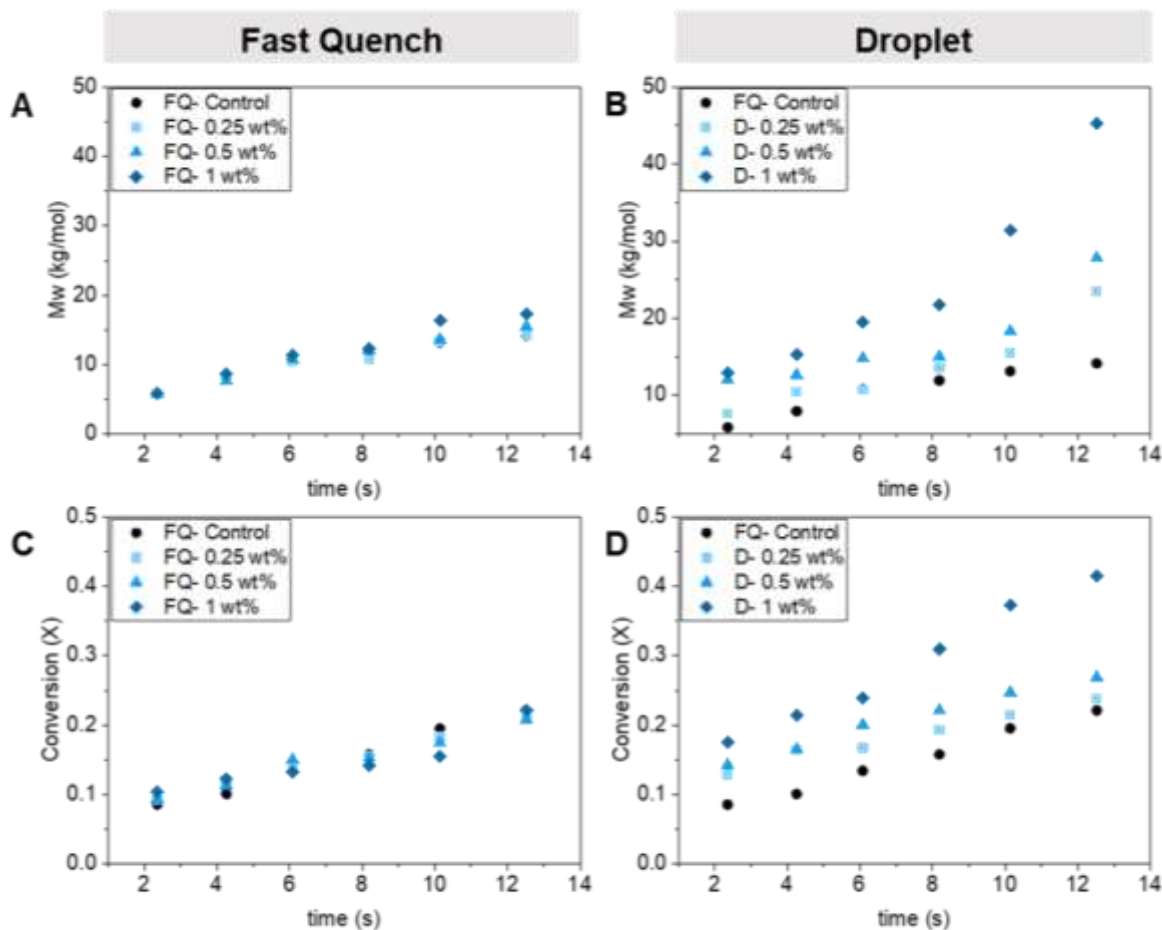 Fast Quench
Droplet
A
50
40
30
20
10
0
Mw (kg/mol)
FQ- Control
FQ- 0.25 wt%
FQ- 0.5 wt%
FQ- 1 wt%
2 4 6 8 10 12 14
time (s)
B
50
40
30
20
10
Mw (kg/mol)
FQ- Control
D- 0.25 wt%
D- 0.5 wt%
D- 1 wt%
2 4 6 8 10 12 14
time (s)
C
0.5
0.4
0.3
0.2
0.1
0.0
Conversion (X)
FQ- Control
FQ- 0.25 wt%
FQ- 0.5 wt%
FQ- 1 wt%
2 4 6 8 10 12 14
time (s)
D
0.5
0.4
0.3
0.2
0.1
0.0
Conversion (X)
FQ- Control
D- 0.25 wt%
D- 0.5 wt%
D- 1 wt%
2 4 6 8 10 12 14
time (s)